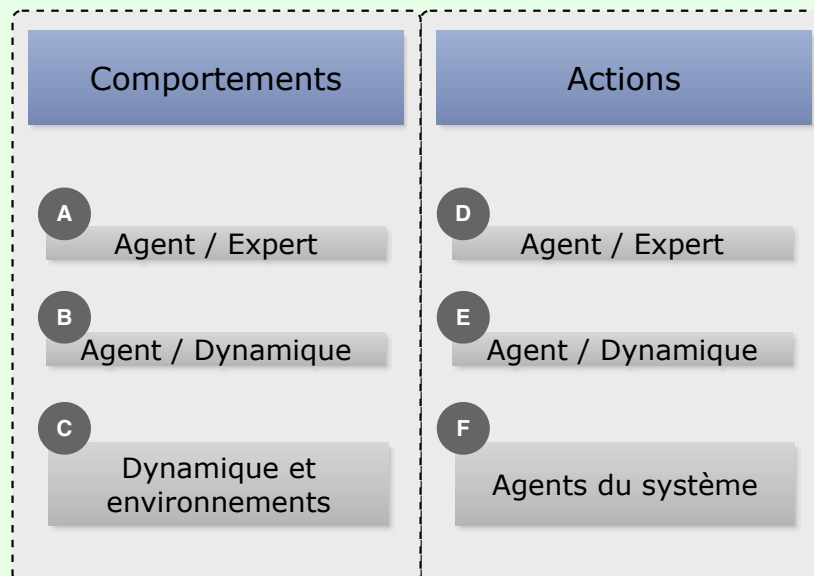 Comportements
A
Agent / Expert
B
Agent / Dynamique
C
Dynamique et
environnements
Actions
D
Agent / Expert
E
Agent / Dynamique
F
Agents du système